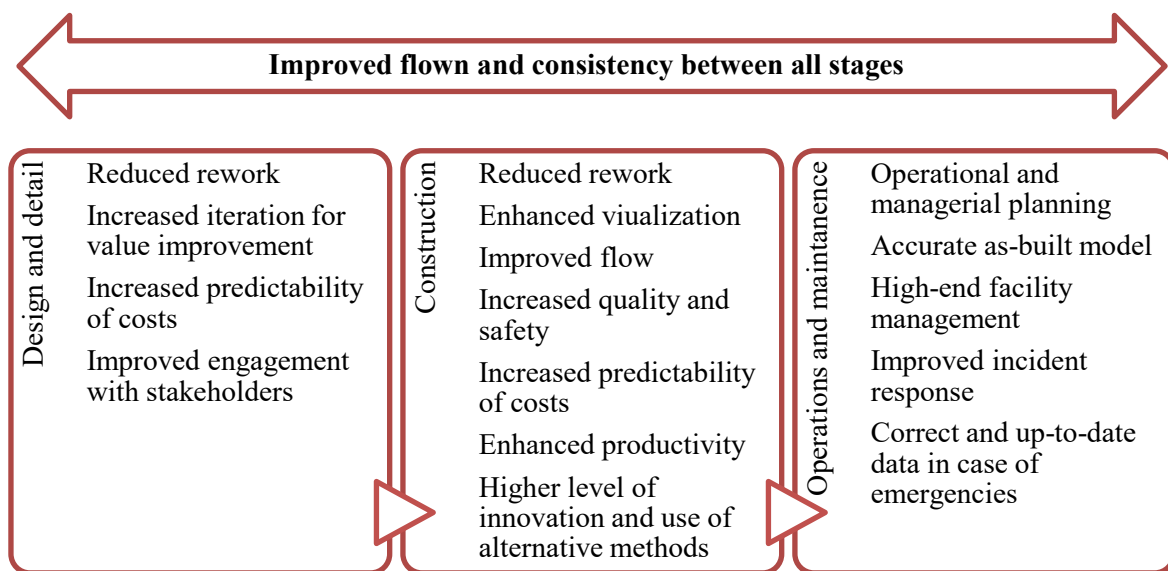 Improved flown and consistency between all stages
Design and detail
Reduced rework
Increased iteration for
value improvement
Increased predictability
of costs
Improved engagement
with stakeholders
Construction
Reduced rework
Enhanced viualization
Improved flow
Increased quality and
safety
Increased predictability
of costs
Enhanced productivity
Higher level of
innovation and use of
alternative methods
Operations and maintanence
Operational and
managerial planning
Accurate as-built model
High-end facility
management
Improved incident
response
Correct and up-to-date
data in case of
emergencies